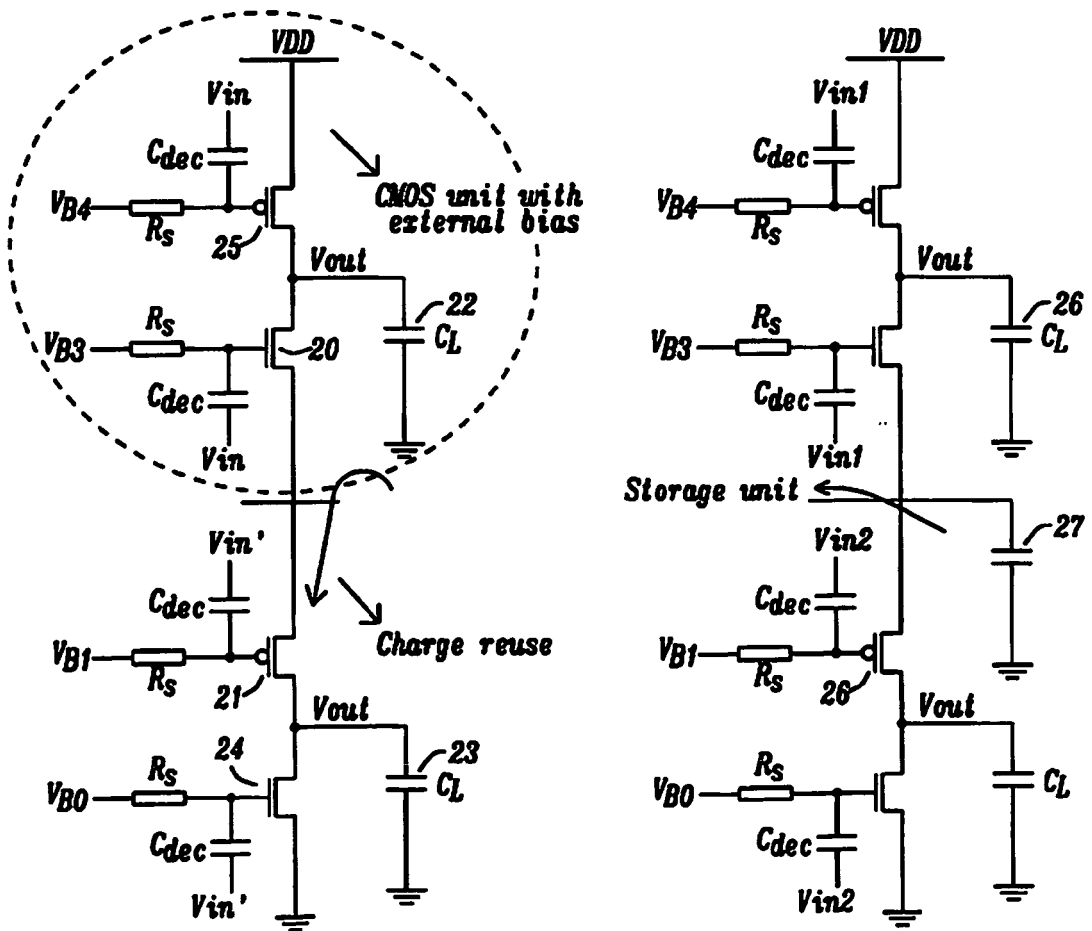 VDD
Vin
Cdec
VB4
RS
25
CMOS unit with
external bias
Vout
22
CL
VB3
RS
20
Cdec
Vin
Vin'
Cdec
VB1
RS
21
Charge reuse
Vout
23
CL
24
VB0
RS
Cdec
Vin'
VDD
Vin1
Cdec
VB4
RS
Vout
26
CL
VB3
RS
Cdec
Vin1
Storage unit
27
Vin2
Cdec
VB1
RS
26
Vout
CL
VB0
RS
Cdec
Vin2